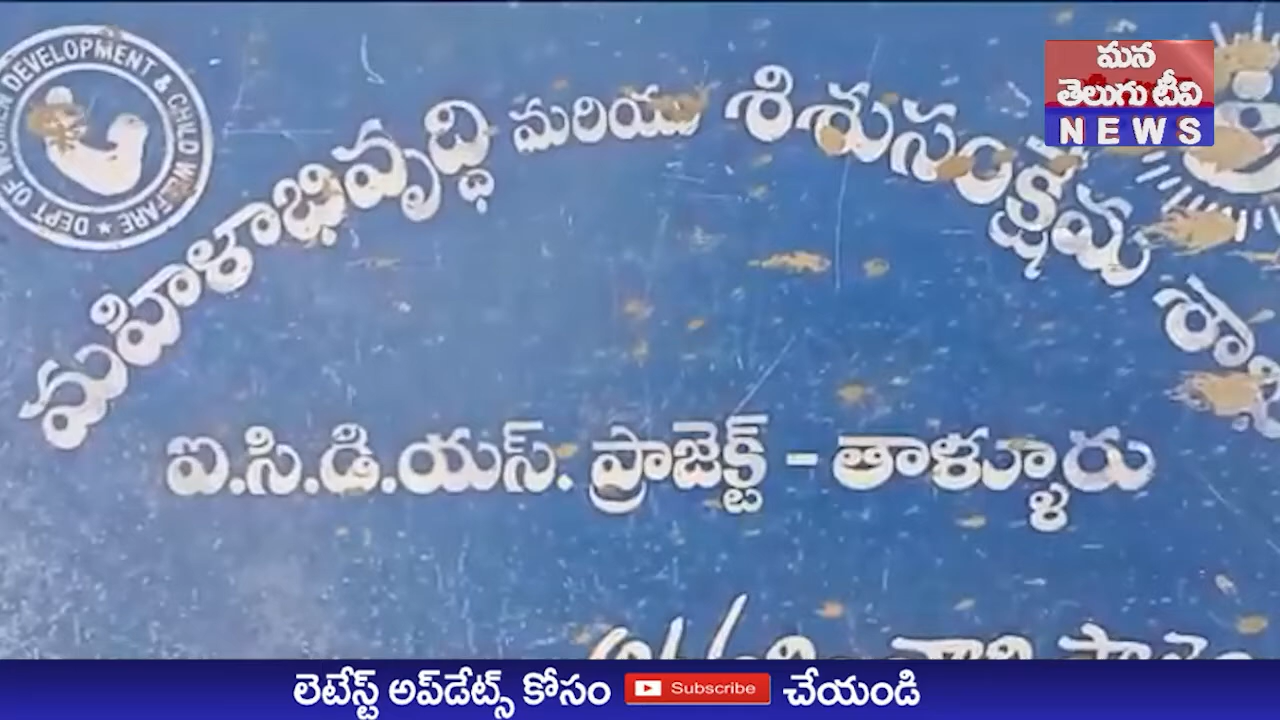 DEPT OF WOMEN DEVELOPMENT & CHILD WELFARE
మన
తెలుగు టీవి
NEWS
మహిళాభివృద్ధి మరియు శిశుసంక్షేమ
ఐ.సి.డి.యస్. ప్రాజెక్ట్ - తాళ్ళూరు
లెటేస్ట్ అప్‌డేట్స్ కోసం Subscribe చేయండి